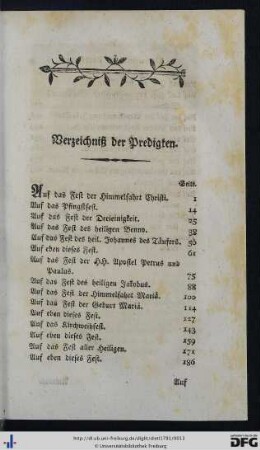 Verzeichniß der Predigten.
Seite.
Auf das Fest der Himmelfahrt Christi. 1
Auf das Pfingstfest. 14
Auf das Fest der Dreieinigkeit. 25
Auf das Fest des heiligen Benno. 32
Auf das Fest des heil. Johannes des Täufers.
Auf eben dieses Fest. 61
Auf das Fest der H.H. Apostel Petrus und
Paulus. 75
Auf das Fest des heiligen Jakobus. 88
Auf das Fest der Himmelfahrt Mariä. 100
Auf das Fest der Geburt Mariä. 114
Auf eben dieses Fest. 127
Auf das Kirchweihfest. 143
Auf eben dieses Fest. 159
Auf das Fest aller Heiligen. 171
Auf eben dieses Fest. 186
Auf
© Universitätsbibliothek Freiburg
DFG